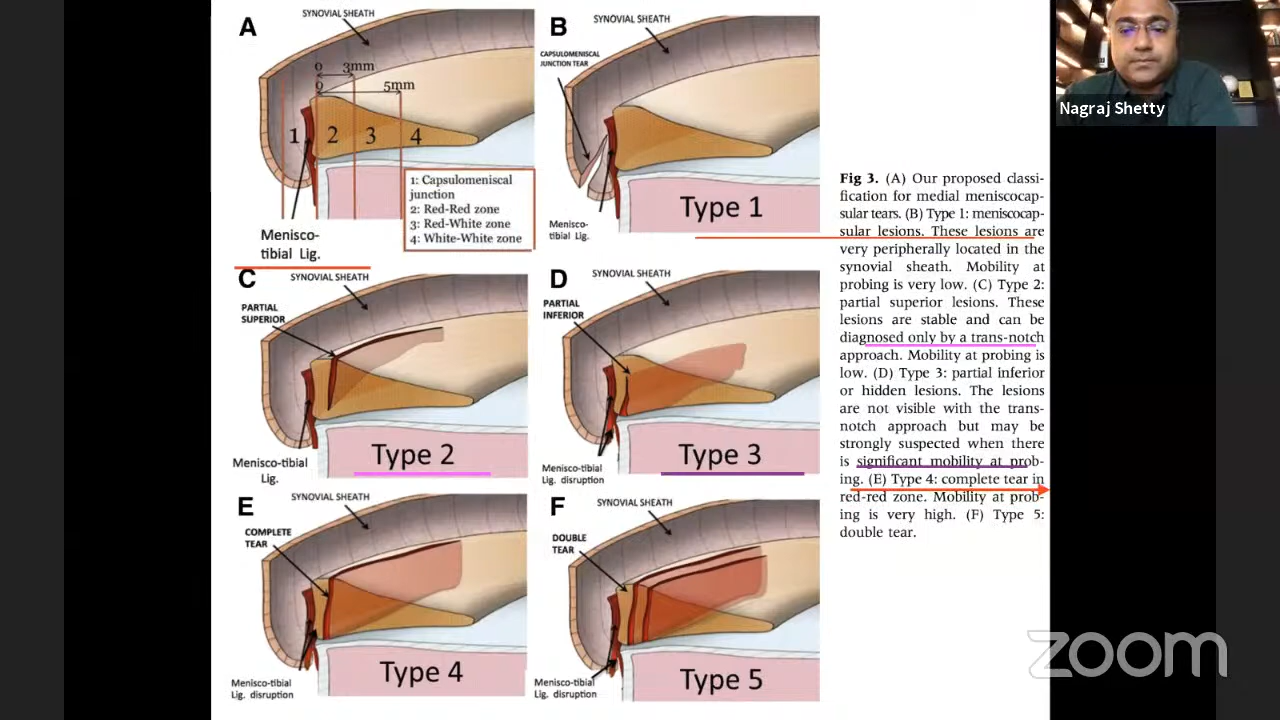 A
SYNOVIAL SHEATH
0 3mm
0 5mm
1 2 3 4
1: Capsulomeniscal
junction
2: Red-Red zone
3: Red-White zone
4: White-White zone
Menisco-
tibial Lig.
B
SYNOVIAL SHEATH
CAPSULOMENISCAL
JUNCTION TEAR
Type 1
Menisco-
tibial Lig.
C
SYNOVIAL SHEATH
PARTIAL
SUPERIOR
Type 2
Menisco-tibial
Lig.
D
SYNOVIAL SHEATH
PARTIAL
INFERIOR
Type 3
Menisco-tibial
Lig. disruption
E
SYNOVIAL SHEATH
COMPLETE
TEAR
Type 4
Menisco-tibial
Lig. disruption
F
SYNOVIAL SHEATH
DOUBLE
TEAR
Type 5
Menisco-tibial
Lig. disruption
Fig 3. (A) Our proposed classi-
fication for medial meniscocap-
sular tears. (B) Type 1: meniscocap-
sular lesions. These lesions are
very peripherally located in the
synovial sheath. Mobility at
probing is very low. (C) Type 2:
partial superior lesions. These
lesions are stable and can be
diagnosed only by a trans-notch
approach. Mobility at probing is
low. (D) Type 3: partial inferior
or hidden lesions. The lesions
are not visible with the trans-
notch approach but may be
strongly suspected when there
is significant mobility at prob-
ing. (E) Type 4: complete tear in
red-red zone. Mobility at prob-
ing is very high. (F) Type 5:
double tear.
Nagraj Shetty
zoom